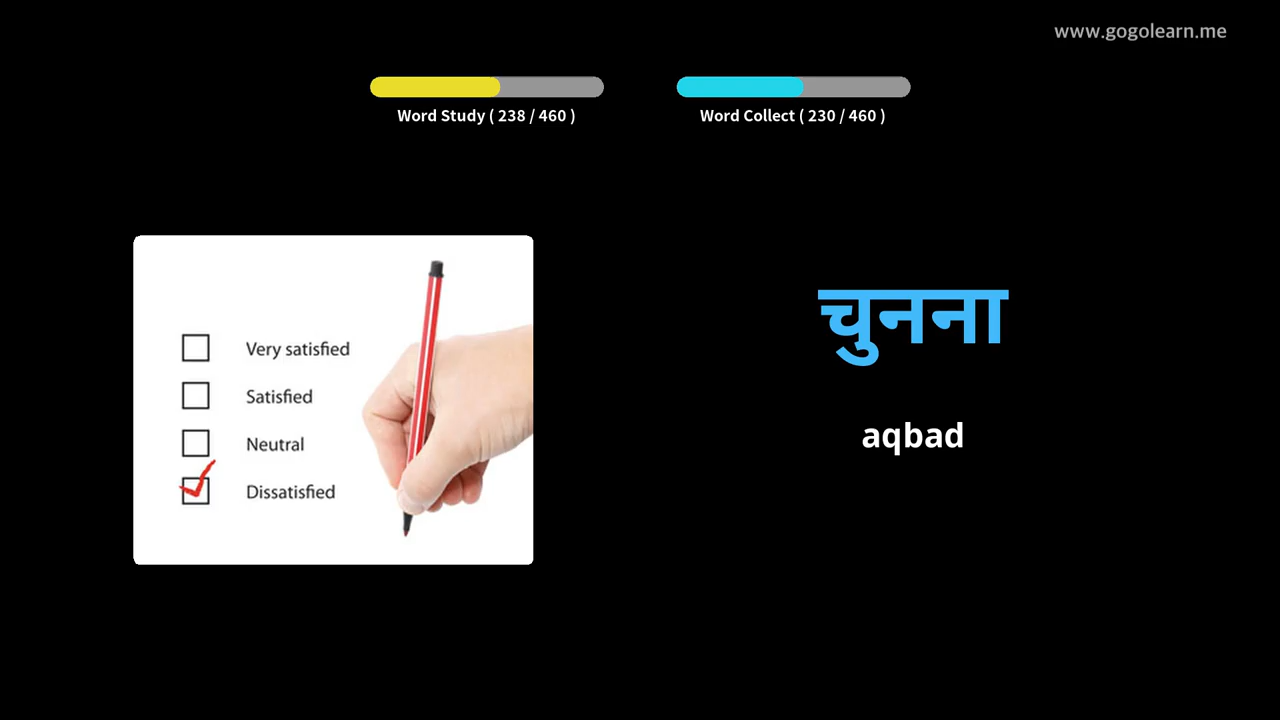 www.gogolearn.me
Word Study ( 238 / 460 )
Word Collect ( 230 / 460 )
Very satisfied
Satisfied
Neutral
Dissatisfied
चुनना
aqbad